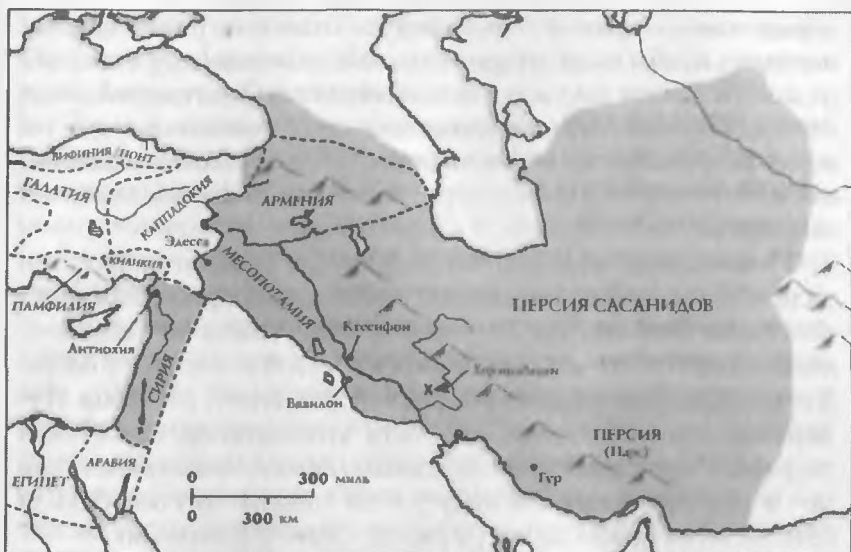 ВИФИНИЯ/ПОНТ
ГАЛАТИЯ
КАППАДОКИЯ
АРМЕНИЯ
Эдесса
КИЛИКИЯ
МЕСОПОТАМИЯ
ПАМФИЛИЯ
ПЕРСИЯ САСАНИДОВ
Антиохия
Ктесифон
СИРИЯ
X
Вавилон
ПЕРСИЯ
(Парс)
АРАВИЯ
ЕГИПЕТ
Гур
0 300 миль
0 300 км